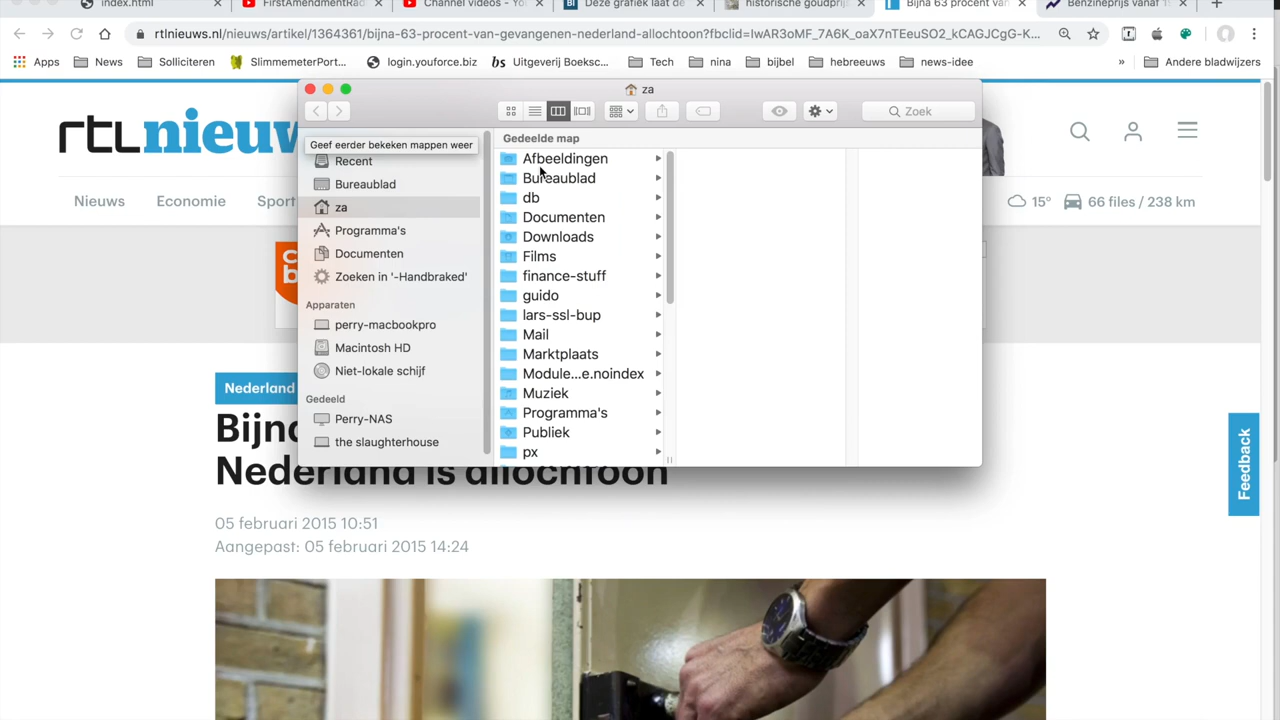 index.html
FirstAmendmentRad
Channel videos - Yo
Deze grafiek laat de
historische goudprijs
Bijna 63 procent van
Benzineprijs vanaf 1
rtlnieuws.nl/nieuws/artikel/1364361/bijna-63-procent-van-gevangenen-nederland-allochtoon?fbclid=IwAR3oMF_7A6K_oaX7nTEeuSO2_kCAGJCgG-K...
Apps News Solliciteren SlimmemeterPort... login.youforce.biz bs Uitgeverij Boeksc... Tech nina bijbel hebreeuws news-idee » Andere bladwijzers
za
Zoek
rtl nieuw
Geef eerder bekeken mappen weer
Recent
Bureaublad
za
Programma's
Documenten
Zoeken in '-Handbraked'
Apparaten
perry-macbookpro
Macintosh HD
Niet-lokale schijf
Gedeeld
Perry-NAS
the slaughterhouse
Gedeelde map
Afbeeldingen
Bureaublad
db
Documenten
Downloads
Films
finance-stuff
guido
lars-ssl-bup
Mail
Marktplaats
Module...e.noindex
Muziek
Programma's
Publiek
px
Nieuws Economie Sport
15° 66 files / 238 km
Nederland
Bijn
Nederland is allochtoon
05 februari 2015 10:51
Aangepast: 05 februari 2015 14:24
Feedback